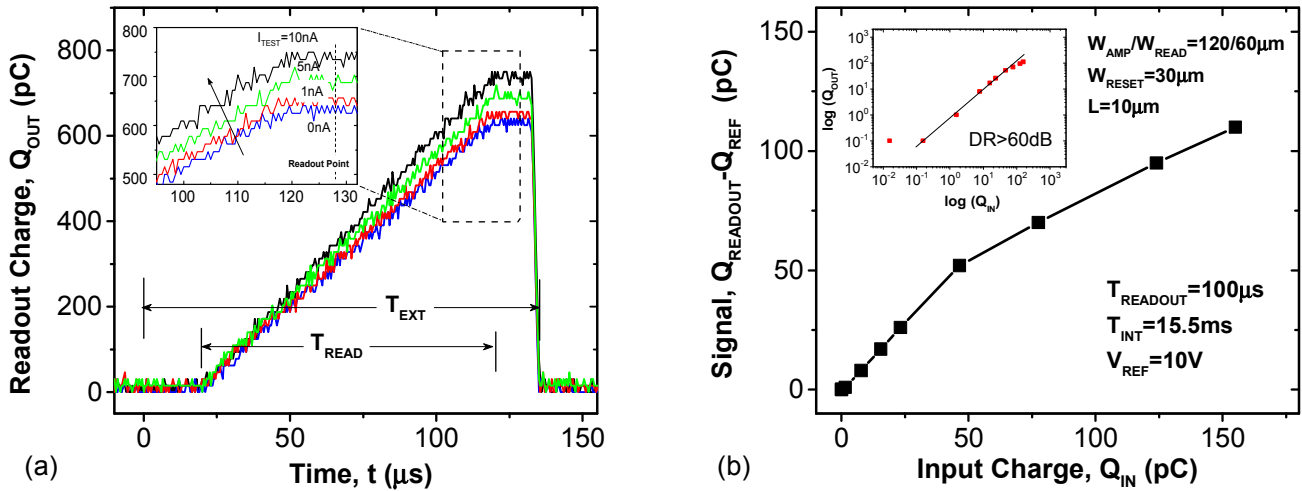 Readout Charge, Q_OUT (pC)
800
600
400
200
0
0
50
100
150
Time, t (μs)
(a)
I_TEST=10nA
5nA
1nA
0nA
Readout Point
800
700
600
500
100
110
120
130
T_EXT
T_READ
Signal, Q_READOUT-Q_REF (pC)
150
100
50
0
0
50
100
150
Input Charge, Q_IN (pC)
(b)
log (Q_OUT)
10^3
10^2
10^1
10^0
10^-1
10^-2
10^-2
10^-1
10^0
10^1
10^2
10^3
log (Q_IN)
DR>60dB
W_AMP/W_READ=120/60μm
W_RESET=30μm
L=10μm
T_READOUT=100μs
T_INT=15.5ms
V_REF=10V